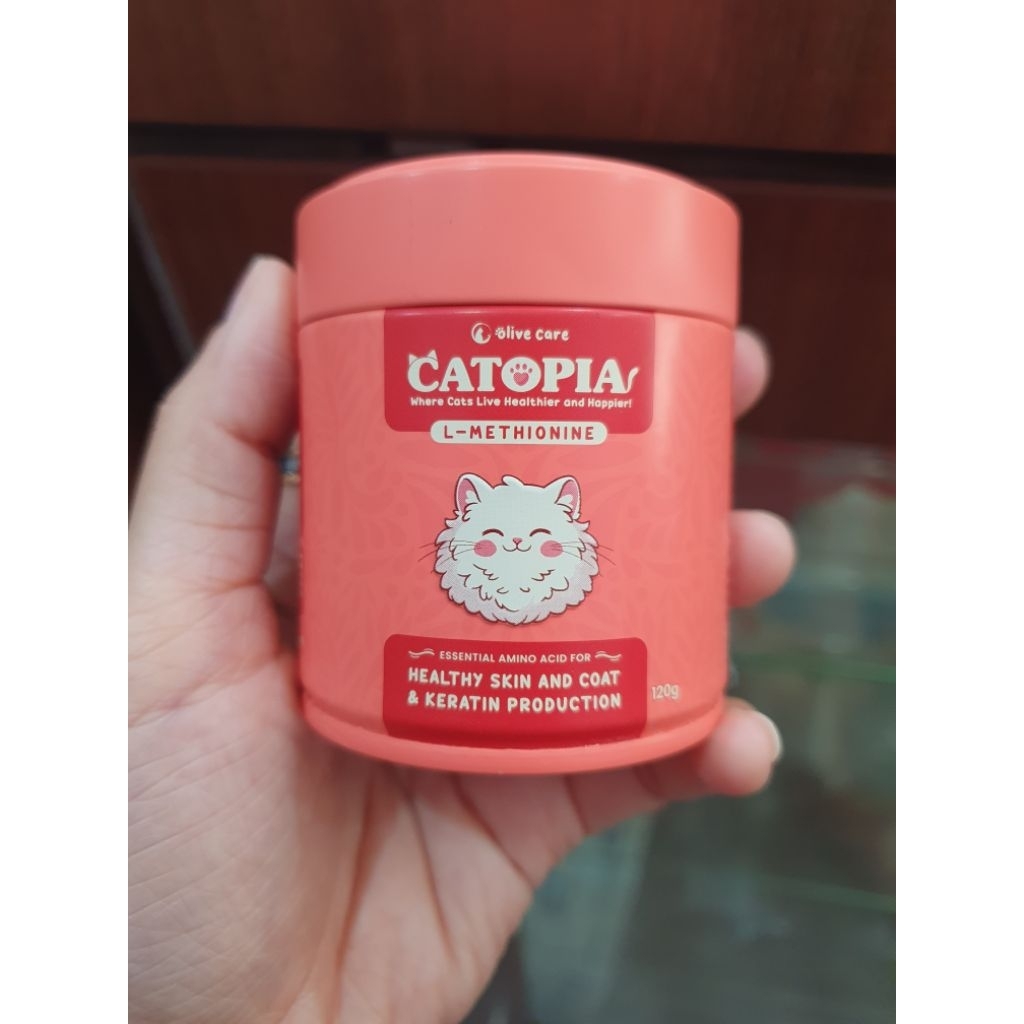 olive care
CATOPIA
Where Cats Live Healthier and Happier!
L-METHIONINE
ESSENTIAL AMINO ACID FOR
HEALTHY SKIN AND COAT
& KERATIN PRODUCTION
120g